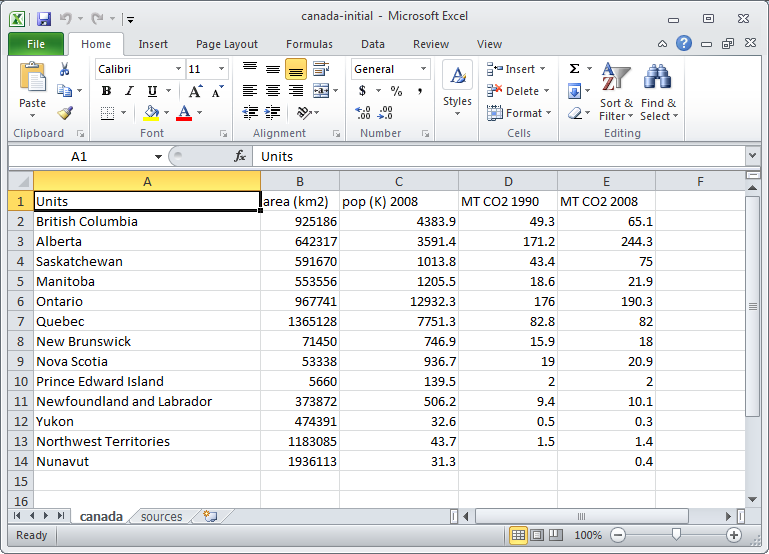 canada-initial - Microsoft Excel
File Home Insert Page Layout Formulas Data Review View
Calibri 11 General Insert Σ
Paste B I U A A $ % , Styles Delete Sort & Filter Find & Select
A .00 .0 Format
Clipboard Font Alignment Number Cells Editing
A1 fx Units
A B C D E F
1 Units area (km2) pop (K) 2008 MT CO2 1990 MT CO2 2008
2 British Columbia 925186 4383.9 49.3 65.1
3 Alberta 642317 3591.4 171.2 244.3
4 Saskatchewan 591670 1013.8 43.4 75
5 Manitoba 553556 1205.5 18.6 21.9
6 Ontario 967741 12932.3 176 190.3
7 Quebec 1365128 7751.3 82.8 82
8 New Brunswick 71450 746.9 15.9 18
9 Nova Scotia 53338 936.7 19 20.9
10 Prince Edward Island 5660 139.5 2 2
11 Newfoundland and Labrador 373872 506.2 9.4 10.1
12 Yukon 474391 32.6 0.5 0.3
13 Northwest Territories 1183085 43.7 1.5 1.4
14 Nunavut 1936113 31.3 0.4
15
16
canada sources
Ready 100%